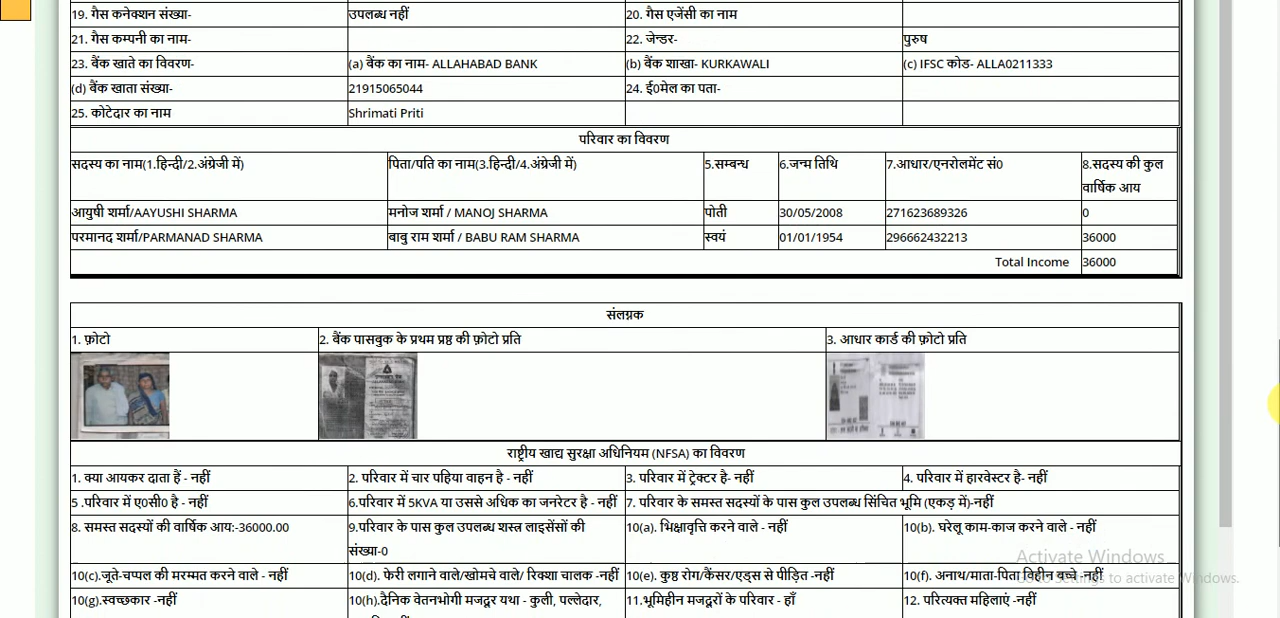 19. गैस कनेक्शन संख्या- उपलब्ध नहीं 20. गैस एजेंसी का नाम
21. गैस कम्पनी का नाम- 22. जेन्डर- पुरुष
23. बैंक खाते का विवरण- (a) बैंक का नाम- ALLAHABAD BANK (b) बैंक शाखा- KURKAWALI (c) IFSC कोड- ALLA0211333
(d) बैंक खाता संख्या- 21915065044 24. ई0मेल का पता-
25. कोटेदार का नाम Shrimati Priti
परिवार का विवरण
सदस्य का नाम(1.हिन्दी/2.अंग्रेजी में) पिता/पति का नाम(3.हिन्दी/4.अंग्रेजी में) 5.सम्बन्ध 6.जन्म तिथि 7.आधार/एनरोलमेंट सं0 8.सदस्य की कुल
वार्षिक आय
आयुषी शर्मा/AAYUSHI SHARMA मनोज शर्मा / MANOJ SHARMA पोती 30/05/2008 271623689326 0
परमानद शर्मा/PARMANAD SHARMA वाबु राम शर्मा / BABU RAM SHARMA स्वयं 01/01/1954 296662432213 36000
Total Income 36000
संलग्नक
1. फ़ोटो 2. बैंक पासबुक के प्रथम प्रष्ठ की फ़ोटो प्रति 3. आधार कार्ड की फ़ोटो प्रति
राष्ट्रीय खाद्य सुरक्षा अधिनियम (NFSA) का विवरण
1. क्या आयकर दाता हैं - नहीं 2. परिवार में चार पहिया वाहन है - नहीं 3. परिवार में ट्रेक्टर है- नहीं 4. परिवार में हारवेस्टर है- नहीं
5 .परिवार में ए०सी० है - नहीं 6.परिवार में 5KVA या उससे अधिक का जनरेटर है - नहीं 7. परिवार के समस्त सदस्यों के पास कुल उपलब्ध सिंचित भूमि (एकड़ में)-नहीं
8. समस्त सदस्यों की वार्षिक आय:-36000.00 9.परिवार के पास कुल उपलब्ध शस्त्र लाइसेंसों की
संख्या-0 10(a). भिक्षावृत्ति करने वाले - नहीं 10(b). घरेलू काम-काज करने वाले - नहीं
Activate Windows
10(c).जूते-चप्पल की मरम्मत करने वाले - नहीं 10(d). फेरी लगाने वाले/खोमचे वाले/ रिक्शा चालक -नहीं 10(e). कुष्ठ रोग/कैंसर/एड्स से पीड़ित -नहीं 10(f). अनाथ/माता-पिता विहीन बच्चे -नहीं
Go to Settings to activate Windows.
10(g).स्वच्छकार -नहीं 10(h).दैनिक वेतनभोगी मजदूर यथा - कुली, पल्लेदार, 11.भूमिहीन मजदूरों के परिवार - हाँ 12. परित्यक्त महिलाएं -नहीं